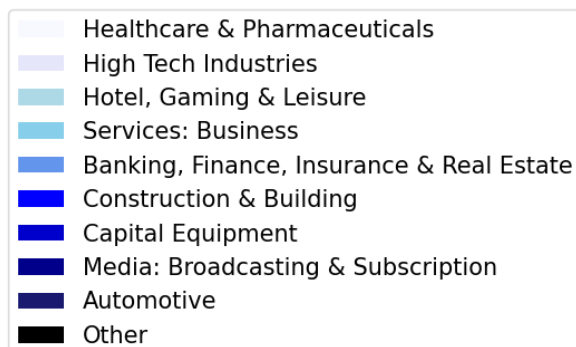 Healthcare & Pharmaceuticals
High Tech Industries
Hotel, Gaming & Leisure
Services: Business
Banking, Finance, Insurance & Real Estate
Construction & Building
Capital Equipment
Media: Broadcasting & Subscription
Automotive
Other